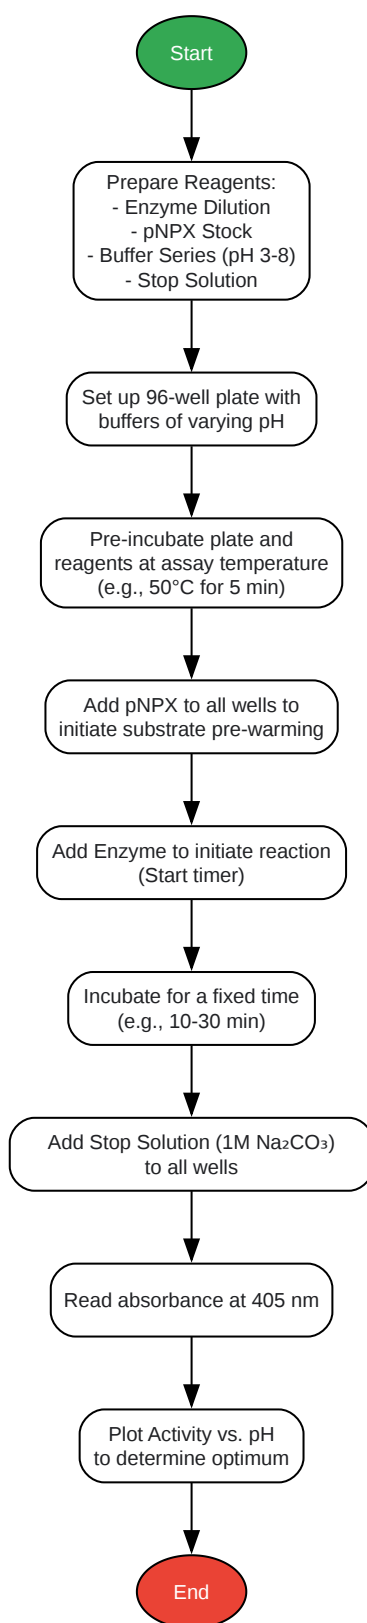 Start
Prepare Reagents:
- Enzyme Dilution
- pNPX Stock
- Buffer Series (pH 3-8)
- Stop Solution
Set up 96-well plate with
buffers of varying pH
Pre-incubate plate and
reagents at assay temperature
(e.g., 50°C for 5 min)
Add pNPX to all wells to
initiate substrate pre-warming
Add Enzyme to initiate reaction
(Start timer)
Incubate for a fixed time
(e.g., 10-30 min)
Add Stop Solution (1M Na₂CO₃)
to all wells
Read absorbance at 405 nm
Plot Activity vs. pH
to determine optimum
End